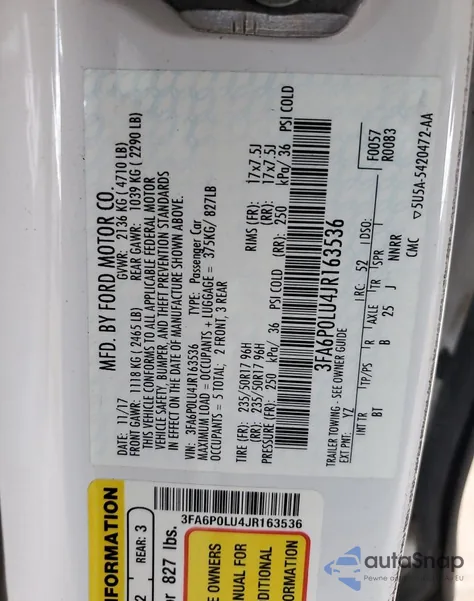 MFD. BY FORD MOTOR CO.
DATE: 11/17 GVWR: 2136 KG ( 4710 LB)
FRONT GAWR: 1118 KG ( 2465 LB) REAR GAWR: 1039 KG ( 2290 LB)
THIS VEHICLE CONFORMS TO ALL APPLICABLE FEDERAL MOTOR
VEHICLE SAFETY, BUMPER, AND THEFT PREVENTION STANDARDS
IN EFFECT ON THE DATE OF MANUFACTURE SHOWN ABOVE.
VIN: 3FA6P0LU4JR163536 TYPE: Passenger Car
MAXIMUM LOAD = OCCUPANTS + LUGGAGE = 375KG/ 827LB
OCCUPANTS = 5 TOTAL: 2 FRONT, 3 REAR
TIRE (FR): 235/50R17 96H RIMS (FR): 17x7.5J
(RR): 235/50R17 96H (RR): 17x7.5J
PRESSURE (FR): 250 kPa/ 36 PSI COLD (RR): 250 kPa/ 36 PSI COLD
3FA6P0LU4JR163536
TRAILER TOWING - SEE OWNER GUIDE
EXT PNT: YZ RC: 52 DSO: F0057
R0083
INT TR TP/PS R AXLE TR SPR
BT B 25 J NNRR
CMC ▽5U5A-5420472-AA
3FA6P0LU4JR163536
INFORMATION
REAR: 3
or 827 lbs.
E OWNERS
NUAL FOR
DITIONAL
ORMATION
autoSnap